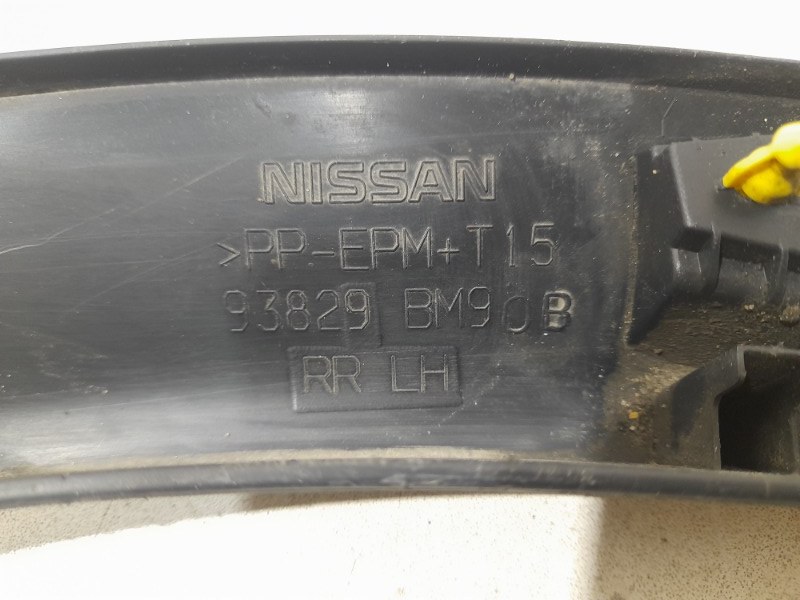 NISSAN
>PP-EPM+T15
93829 BM90B
RR LH